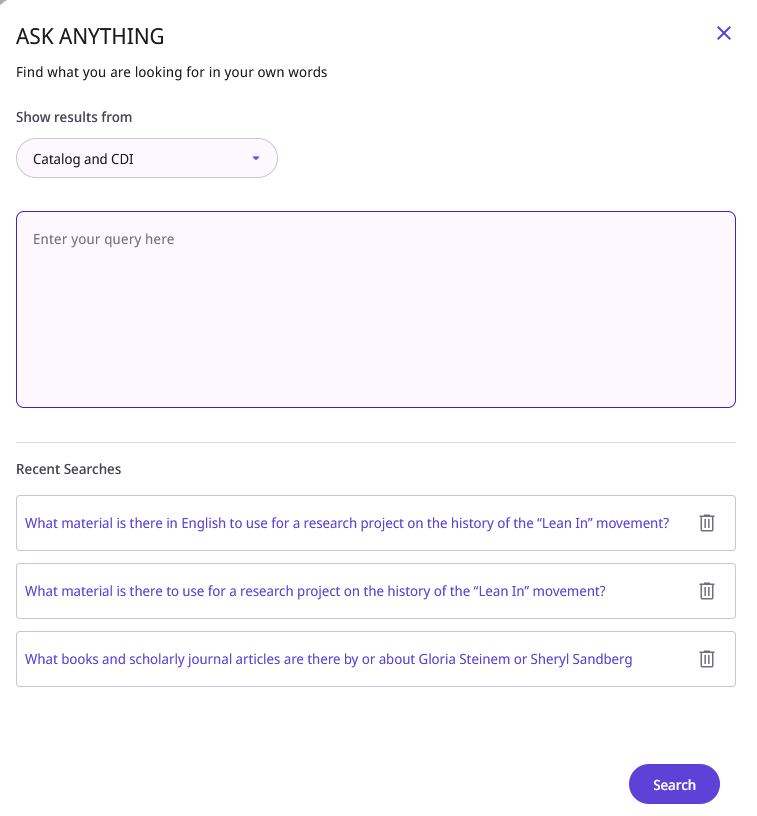 ASK ANYTHING
Find what you are looking for in your own words
Show results from
Catalog and CDI
Enter your query here
Recent Searches
What material is there in English to use for a research project on the history of the “Lean In” movement?
What material is there to use for a research project on the history of the “Lean In” movement?
What books and scholarly journal articles are there by or about Gloria Steinem or Sheryl Sandberg
Search